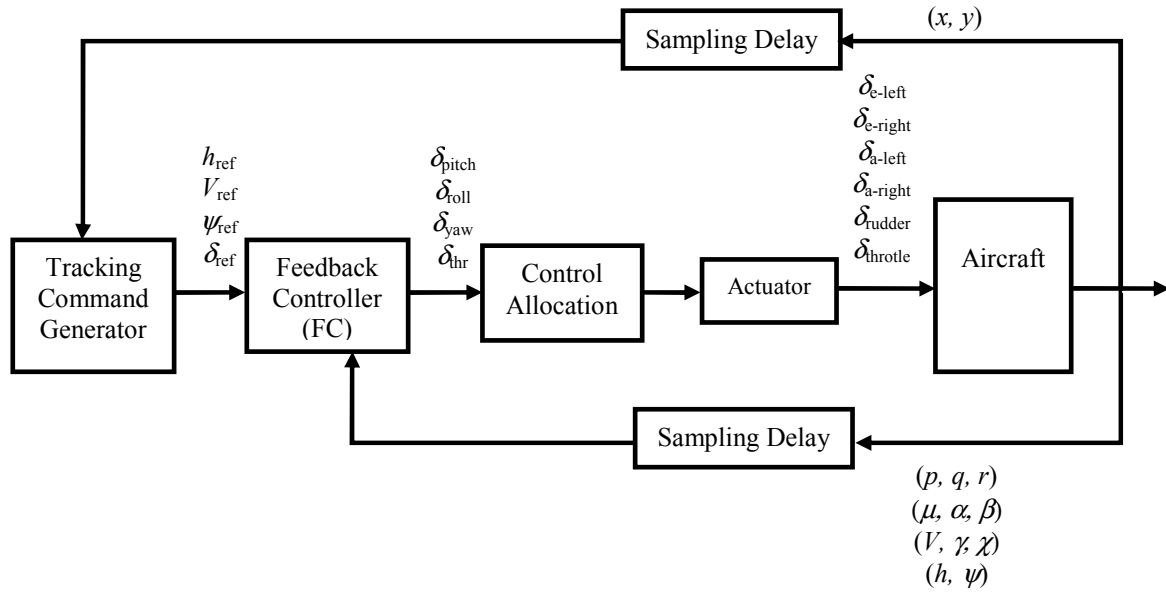 Sampling Delay
(x, y)
δe-left
δe-right
δa-left
δa-right
δrudder
δthrotle
href
Vref
ψref
δref
δpitch
δroll
δyaw
δthr
Tracking
Command
Generator
Feedback
Controller
(FC)
Control
Allocation
Actuator
Aircraft
Sampling Delay
(p, q, r)
(μ, α, β)
(V, γ, χ)
(h, ψ)